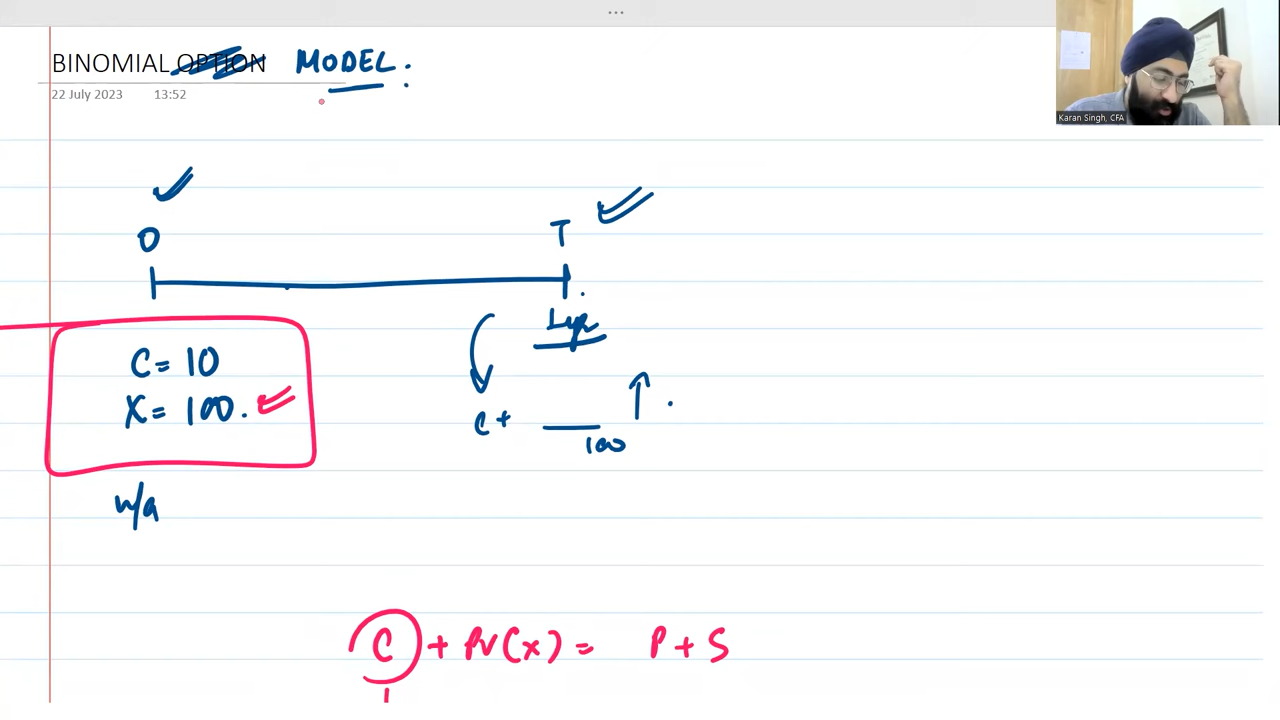 BINOMIAL OPTION MODEL.
22 July 2023 13:52
Karan Singh, CFA
0 T
C = 10
X = 100.
C+ 100
n/a
C + PV(x) = P + S